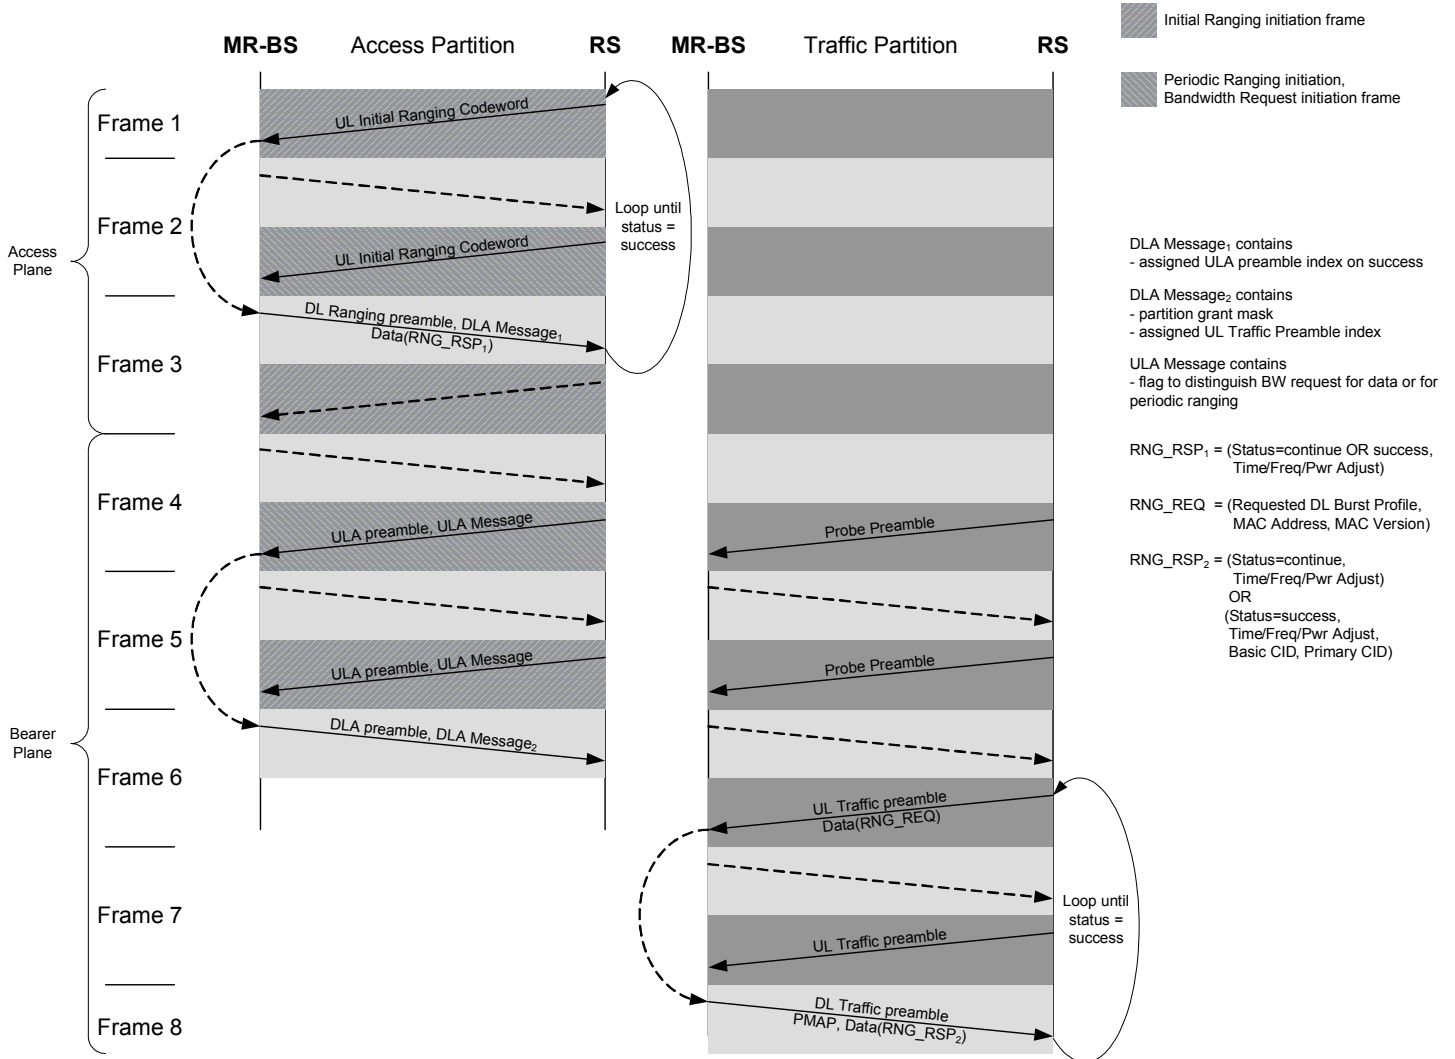 Initial Ranging initiation frame
MR-BS Access Partition RS MR-BS Traffic Partition RS
Periodic Ranging initiation,
Bandwidth Request initiation frame
Frame 1
UL Initial Ranging Codeword
Frame 2
Loop until
status =
success
UL Initial Ranging Codeword
Access
Plane
DL Ranging preamble, DLA Message₁
Data(RNG_RSP₁)
Frame 3
DLA Message₁ contains
- assigned ULA preamble index on success
DLA Message₂ contains
- partition grant mask
- assigned UL Traffic Preamble index
ULA Message contains
- flag to distinguish BW request for data or for
periodic ranging
RNG_RSP₁ = (Status=continue OR success,
Time/Freq/Pwr Adjust)
RNG_REQ = (Requested DL Burst Profile,
MAC Address, MAC Version)
RNG_RSP₂ = (Status=continue,
Time/Freq/Pwr Adjust)
OR
(Status=success,
Time/Freq/Pwr Adjust,
Basic CID, Primary CID)
Frame 4
ULA preamble, ULA Message
Probe Preamble
Frame 5
ULA preamble, ULA Message
Probe Preamble
Bearer
Plane
DLA preamble, DLA Message₂
Frame 6
UL Traffic preamble
Data(RNG_REQ)
Frame 7
Loop until
status =
success
UL Traffic preamble
Frame 8
DL Traffic preamble
PMAP, Data(RNG_RSP₂)